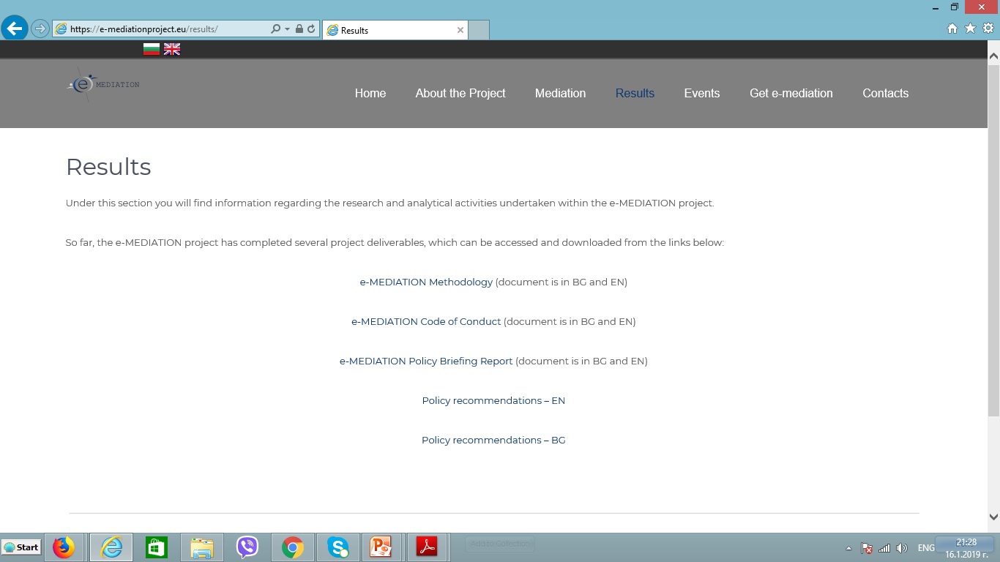 https://e-mediationproject.eu/results/
Results
MEDIATION
Home
About the Project
Mediation
Results
Events
Get e-mediation
Contacts
Results
Under this section you will find information regarding the research and analytical activities undertaken within the e-MEDIATION project.
So far, the e-MEDIATION project has completed several project deliverables, which can be accessed and downloaded from the links below:
e-MEDIATION Methodology (document is in BG and EN)
e-MEDIATION Code of Conduct (document is in BG and EN)
e-MEDIATION Policy Briefing Report (document is in BG and EN)
Policy recommendations – EN
Policy recommendations – BG
Start
Add to Collection
ENG
21:28
16.1.2019 г.